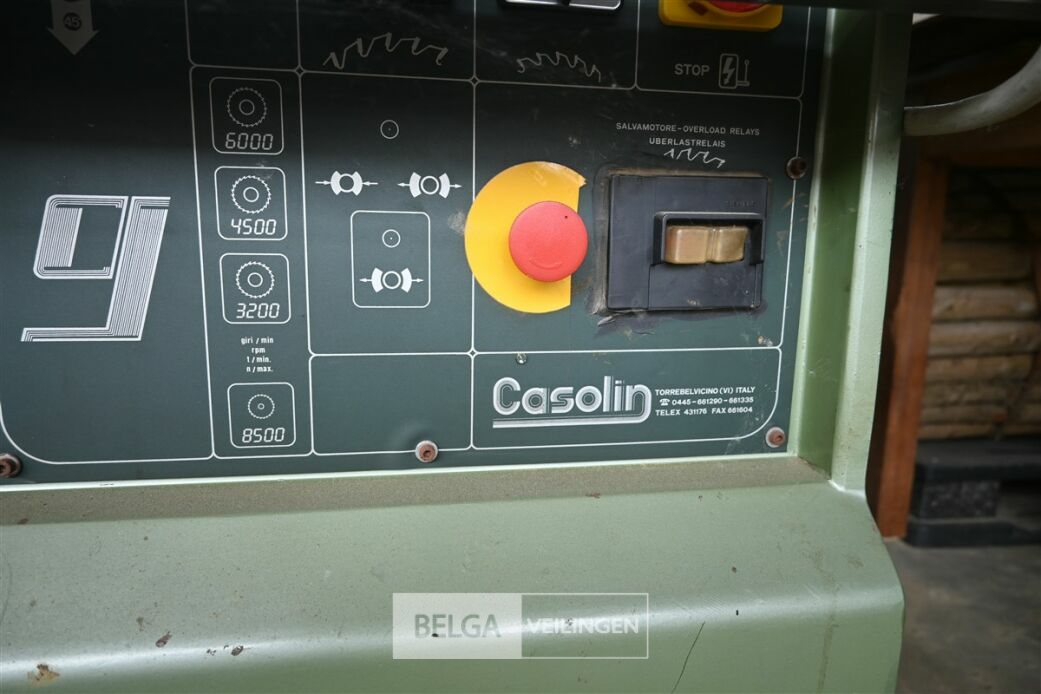 45
STOP
6000
SALVAMOTORE-OVERLOAD RELAYS
UBERLASTRELAIS
4500
3200
giri / min
rpm
t / min.
n / max.
8500
Casolin
TORREBELVICINO (VI) ITALY
☎ 0445-661290-661335
TELEX 431176 FAX 661604
BELGA VEILINGEN